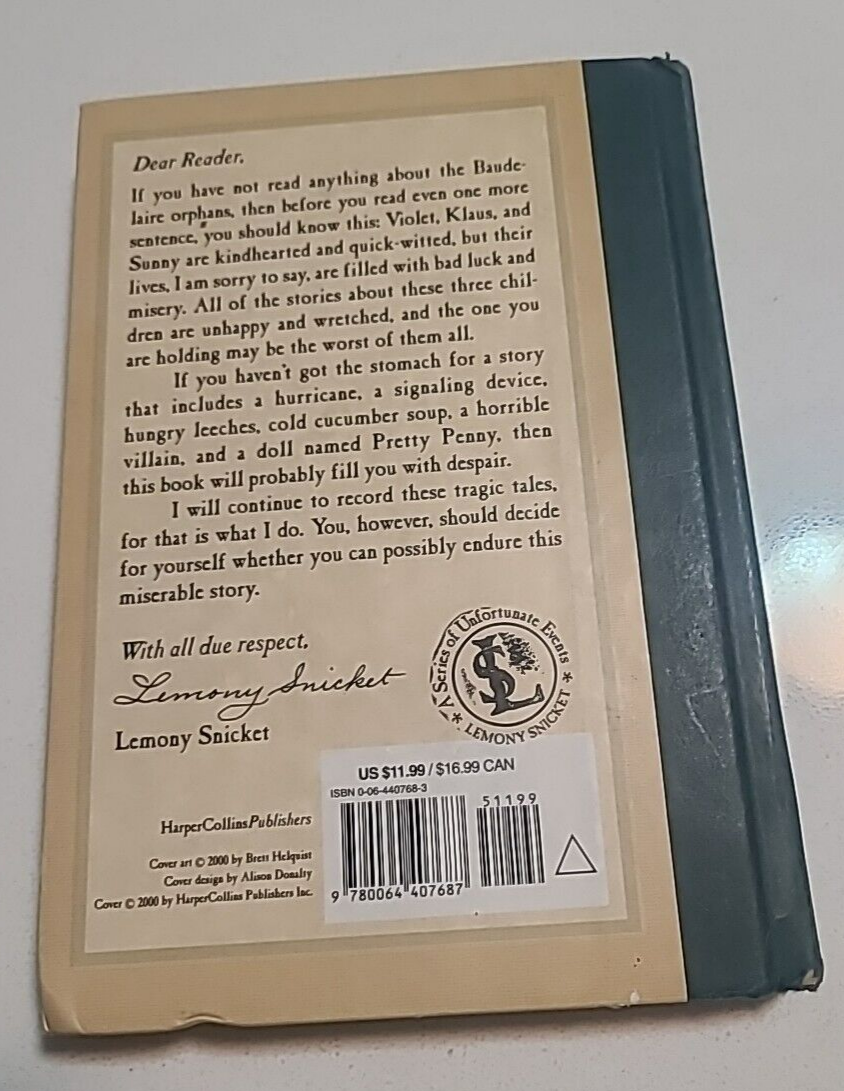 Dear Reader,
If you have not read anything about the Baude-
laire orphans, then before you read even one more
sentence, you should know this: Violet, Klaus, and
Sunny are kindhearted and quick-witted, but their
lives, I am sorry to say, are filled with bad luck and
misery. All of the stories about these three chil-
dren are unhappy and wretched, and the one you
are holding may be the worst of them all.
If you haven't got the stomach for a story
that includes a hurricane, a signaling device,
hungry leeches, cold cucumber soup, a horrible
villain, and a doll named Pretty Penny, then
this book will probably fill you with despair.
I will continue to record these tragic tales,
for that is what I do. You, however, should decide
for yourself whether you can possibly endure this
miserable story.
With all due respect,
Lemony Snicket
Lemony Snicket
A Series of Unfortunate Events
* LEMONY SNICKET *
LS
US $11.99 / $16.99 CAN
ISBN 0-06-440768-3
51199
9 780064 407687
HarperCollinsPublishers
Cover art © 2000 by Brett Helquist
Cover design by Alison Donalty
Cover © 2000 by HarperCollins Publishers Inc.